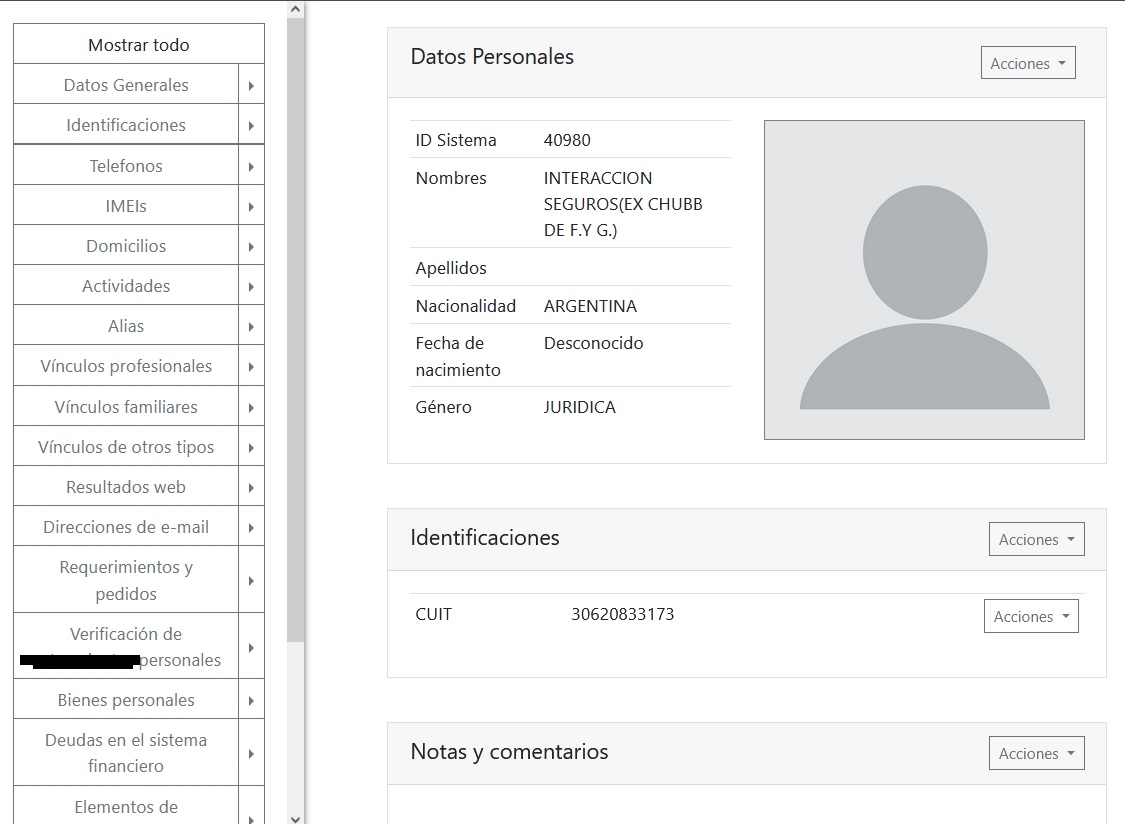 Mostrar todo
Datos Generales
Identificaciones
Telefonos
IMEIs
Domicilios
Actividades
Alias
Vínculos profesionales
Vínculos familiares
Vínculos de otros tipos
Resultados web
Direcciones de e-mail
Requerimientos y
pedidos
Verificación de
personales
Bienes personales
Deudas en el sistema
financiero
Elementos de
Datos Personales
Acciones
ID Sistema 40980
Nombres INTERACCION
SEGUROS(EX CHUBB
DE F.Y G.)
Apellidos
Nacionalidad ARGENTINA
Fecha de Desconocido
nacimiento
Género JURIDICA
Identificaciones
Acciones
CUIT 30620833173 Acciones
Notas y comentarios
Acciones